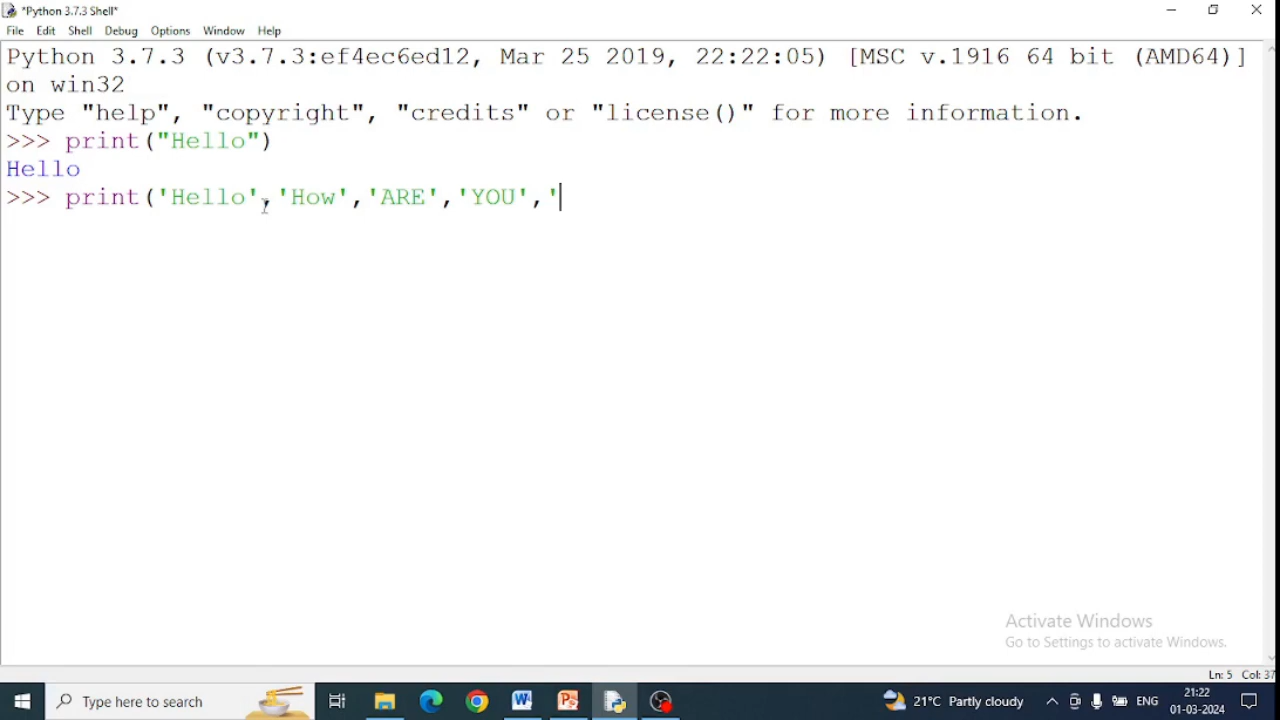 *Python 3.7.3 Shell*
File Edit Shell Debug Options Window Help
Python 3.7.3 (v3.7.3:ef4ec6ed12, Mar 25 2019, 22:22:05) [MSC v.1916 64 bit (AMD64)]
on win32
Type "help", "copyright", "credits" or "license()" for more information.
>>> print("Hello")
Hello
>>> print('Hello','How','ARE','YOU','
Activate Windows
Go to Settings to activate Windows.
Ln: 5 Col: 37
Type here to search
21°C Partly cloudy
ENG
21:22
01-03-2024